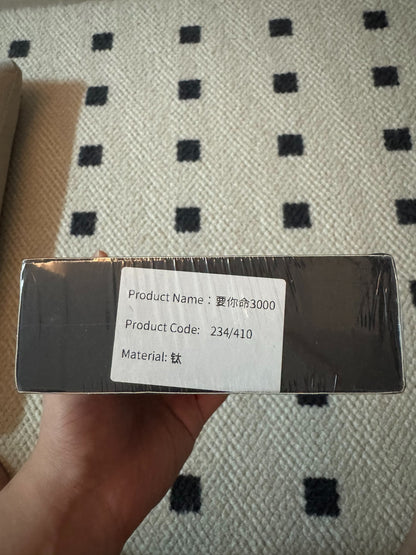 Product Name：要你命3000
Product Code: 234/410
Material: 钛